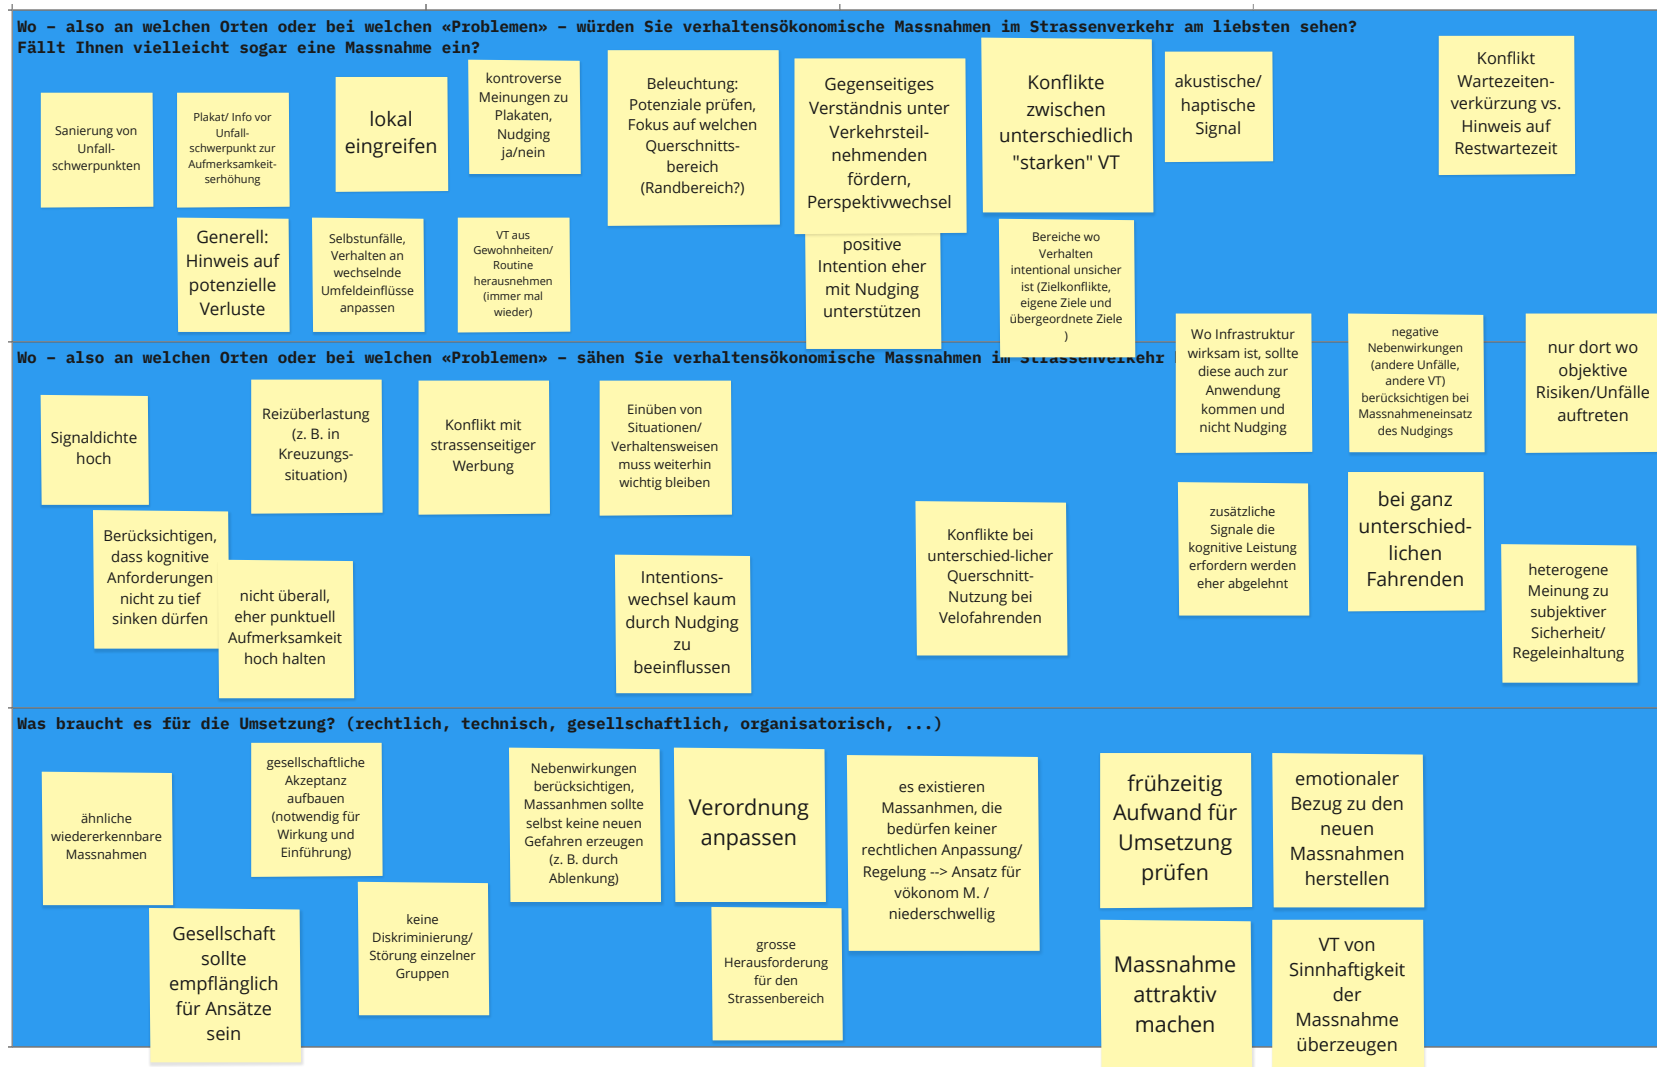 Wo – also an welchen Orten oder bei welchen «Problemen» – würden Sie verhaltensökonomische Massnahmen im Strassenverkehr am liebsten sehen?
Fällt Ihnen vielleicht sogar eine Massnahme ein?
Sanierung von
Unfall-
schwerpunkten
Plakat/ Info vor
Unfall-
schwerpunkt zur
Aufmerksamkeit-
serhöhung
lokal
eingreifen
kontroverse
Meinungen zu
Plakaten,
Nudging
ja/nein
Beleuchtung:
Potenziale prüfen,
Fokus auf welchen
Querschnitts-
bereich
(Randbereich?)
Gegenseitiges
Verständnis unter
Verkehrsteil-
nehmenden
fördern,
Perspektivwechsel
Konflikte
zwischen
unterschiedlich
"starken" VT
akustische/
haptische
Signal
Konflikt
Wartezeiten-
verkürzung vs.
Hinweis auf
Restwartezeit
Generell:
Hinweis auf
potenzielle
Verluste
Selbstunfälle,
Verhalten an
wechselnde
Umfeldeinflüsse
anpassen
VT aus
Gewohnheiten/
Routine
herausnehmen
(immer mal
wieder)
positive
Intention eher
mit Nudging
unterstützen
Bereiche wo
Verhalten
intentional unsicher
ist (Zielkonflikte,
eigene Ziele und
übergeordnete Ziele
)
Wo – also an welchen Orten oder bei welchen «Problemen» – sähen Sie verhaltensökonomische Massnahmen im Strassenverkehr
Wo Infrastruktur
wirksam ist, sollte
diese auch zur
Anwendung
kommen und
nicht Nudging
negative
Nebenwirkungen
(andere Unfälle,
andere VT)
berücksichtigen bei
Massnahmeneinsatz
des Nudgings
nur dort wo
objektive
Risiken/Unfälle
auftreten
Signaldichte
hoch
Reizüberlastung
(z. B. in
Kreuzungs-
situation)
Konflikt mit
strassenseitiger
Werbung
Einüben von
Situationen/
Verhaltensweisen
muss weiterhin
wichtig bleiben
Berücksichtigen,
dass kognitive
Anforderungen
nicht zu tief
sinken dürfen
nicht überall,
eher punktuell
Aufmerksamkeit
hoch halten
Intentions-
wechsel kaum
durch Nudging
zu
beeinflussen
Konflikte bei
unterschied-licher
Querschnitt-
Nutzung bei
Velofahrenden
zusätzliche
Signale die
kognitive Leistung
erfordern werden
eher abgelehnt
bei ganz
unterschied-
lichen
Fahrenden
heterogene
Meinung zu
subjektiver
Sicherheit/
Regeleinhaltung
Was braucht es für die Umsetzung? (rechtlich, technisch, gesellschaftlich, organisatorisch, ...)
ähnliche
wiedererkennbare
Massnahmen
gesellschaftliche
Akzeptanz
aufbauen
(notwendig für
Wirkung und
Einführung)
Nebenwirkungen
berücksichtigen,
Massanhmen sollte
selbst keine neuen
Gefahren erzeugen
(z. B. durch
Ablenkung)
Verordnung
anpassen
es existieren
Massanhmen, die
bedürfen keiner
rechtlichen Anpassung/
Regelung --> Ansatz für
vökonom M. /
niederschwellig
frühzeitig
Aufwand für
Umsetzung
prüfen
emotionaler
Bezug zu den
neuen
Massnahmen
herstellen
Gesellschaft
sollte
empfänglich
für Ansätze
sein
keine
Diskriminierung/
Störung einzelner
Gruppen
grosse
Herausforderung
für den
Strassenbereich
Massnahme
attraktiv
machen
VT von
Sinnhaftigkeit
der
Massnahme
überzeugen